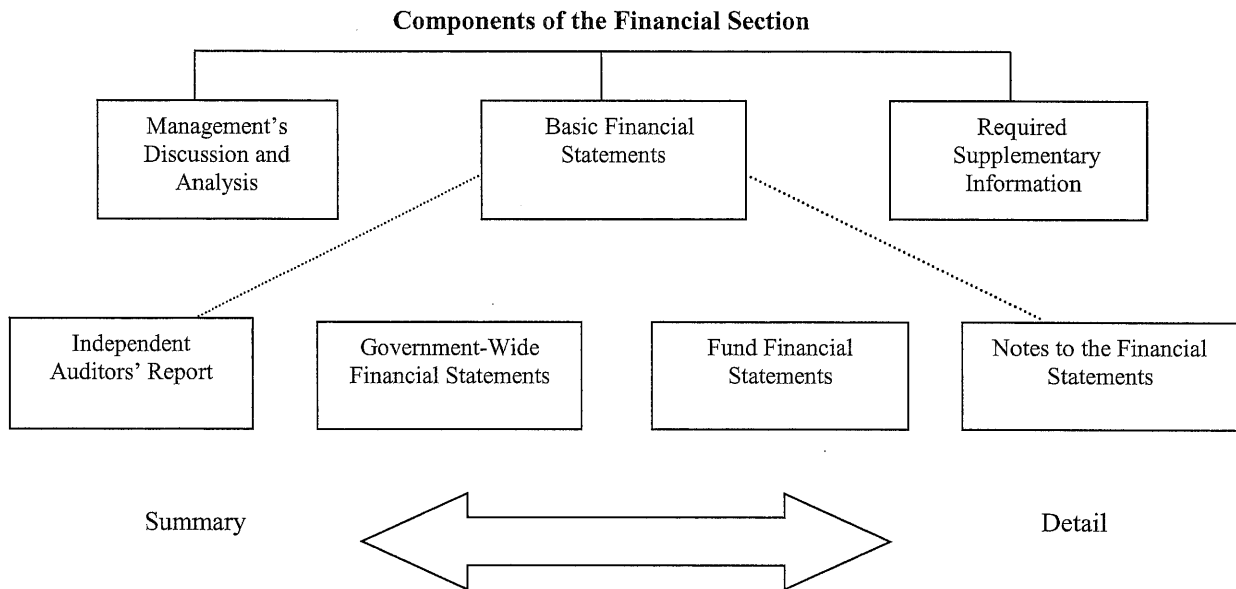 Components of the Financial Section
Management's
Discussion and
Analysis
Basic Financial
Statements
Required
Supplementary
Information
Independent
Auditors' Report
Government-Wide
Financial Statements
Fund Financial
Statements
Notes to the Financial
Statements
Summary
Detail